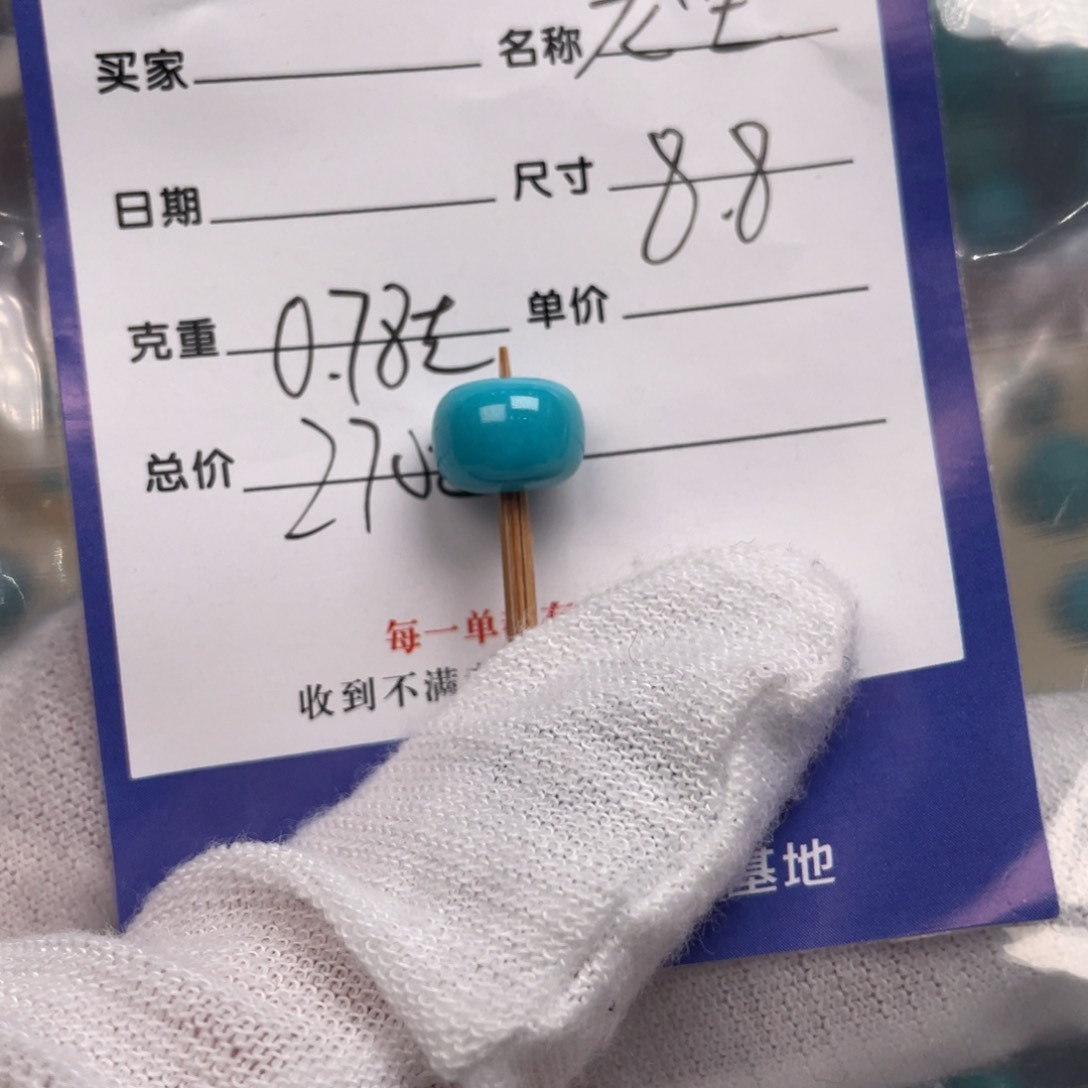 买家 名称
日期 尺寸 8.8
克重 0.78 单价
总价 270
每一单
收到不满
基地